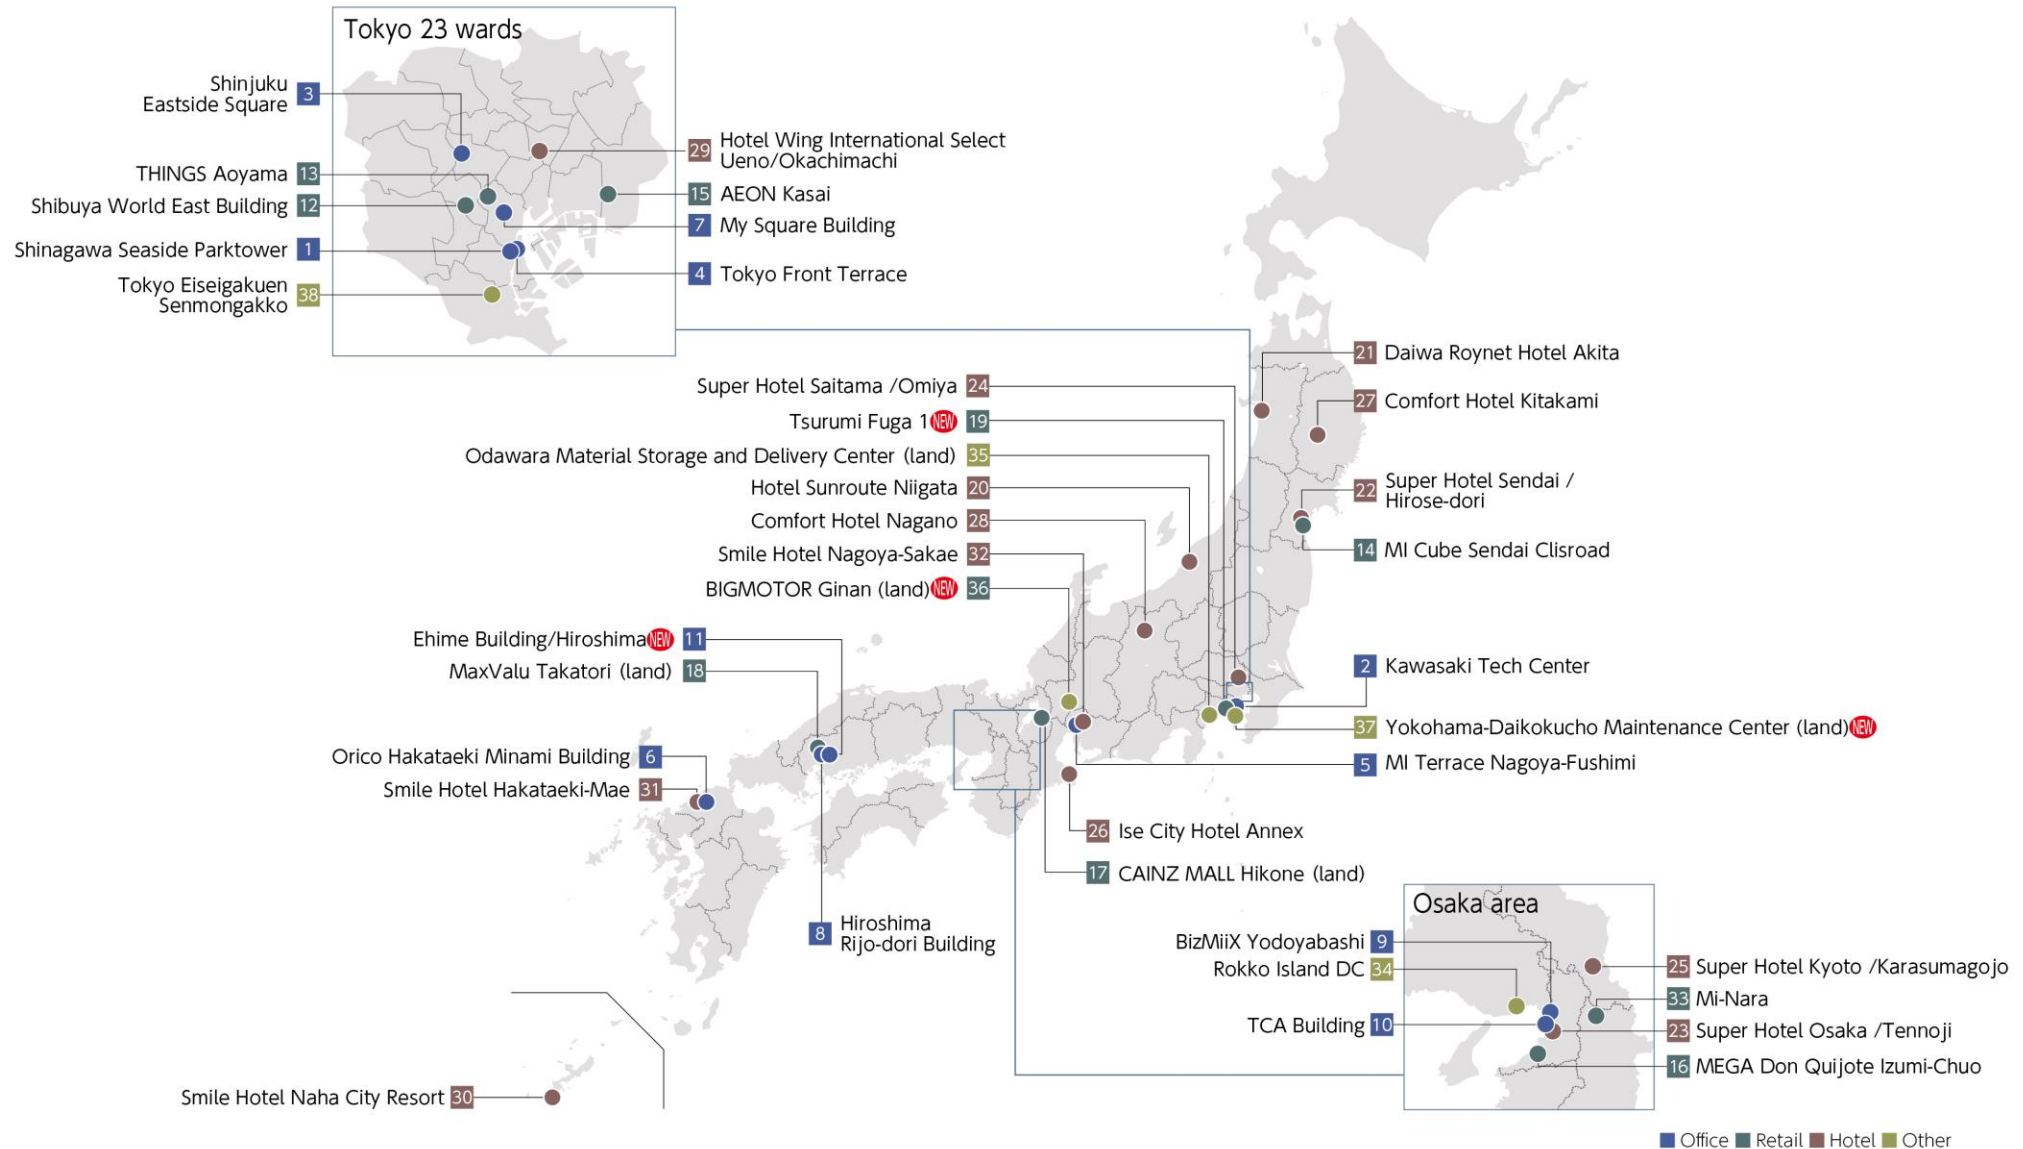 Tokyo 23 wards
Shinjuku
Eastside Square
3
THINGS Aoyama 13
Shibuya World East Building 12
Shinagawa Seaside Parktower 1
Tokyo Eiseigakuen
Senmongakko
38
29
Hotel Wing International Select
Ueno/Okachimachi
15 AEON Kasai
7 My Square Building
4 Tokyo Front Terrace
Super Hotel Saitama /Omiya 24
Tsurumi Fuga 1 NEW 19
Odawara Material Storage and Delivery Center (land) 35
Hotel Sunroute Niigata 20
Comfort Hotel Nagano 28
Smile Hotel Nagoya-Sakae 32
BIGMOTOR Ginan (land) NEW 36
Ehime Building/Hiroshima NEW 11
MaxValu Takatori (land) 18
Orico Hakataeki Minami Building 6
Smile Hotel Hakataeki-Mae 31
21 Daiwa Roynet Hotel Akita
27 Comfort Hotel Kitakami
22
Super Hotel Sendai /
Hirose-dori
14 MI Cube Sendai Clisroad
2 Kawasaki Tech Center
37 Yokohama-Daikokucho Maintenance Center (land) NEW
5 MI Terrace Nagoya-Fushimi
26 Ise City Hotel Annex
17 CAINZ MALL Hikone (land)
8
Hiroshima
Rijo-dori Building
Smile Hotel Naha City Resort 30
Osaka area
BizMiiX Yodoyabashi 9
Rokko Island DC 34
TCA Building 10
25 Super Hotel Kyoto /Karasumagojo
33 Mi-Nara
23 Super Hotel Osaka /Tennoji
16 MEGA Don Quijote Izumi-Chuo
Office Retail Hotel Other